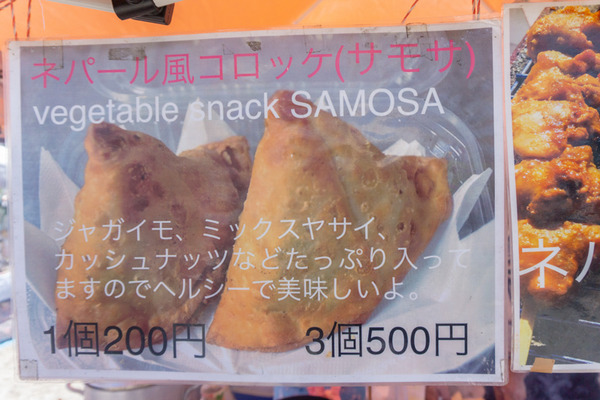 ネパール風コロッケ(サモサ)
vegetable snack SAMOSA
ジャガイモ、ミックスヤサイ、
カッシュナッツなどたっぷり入って
ますのでヘルシーで美味しいよ。
1個200円 3個500円
ネパ